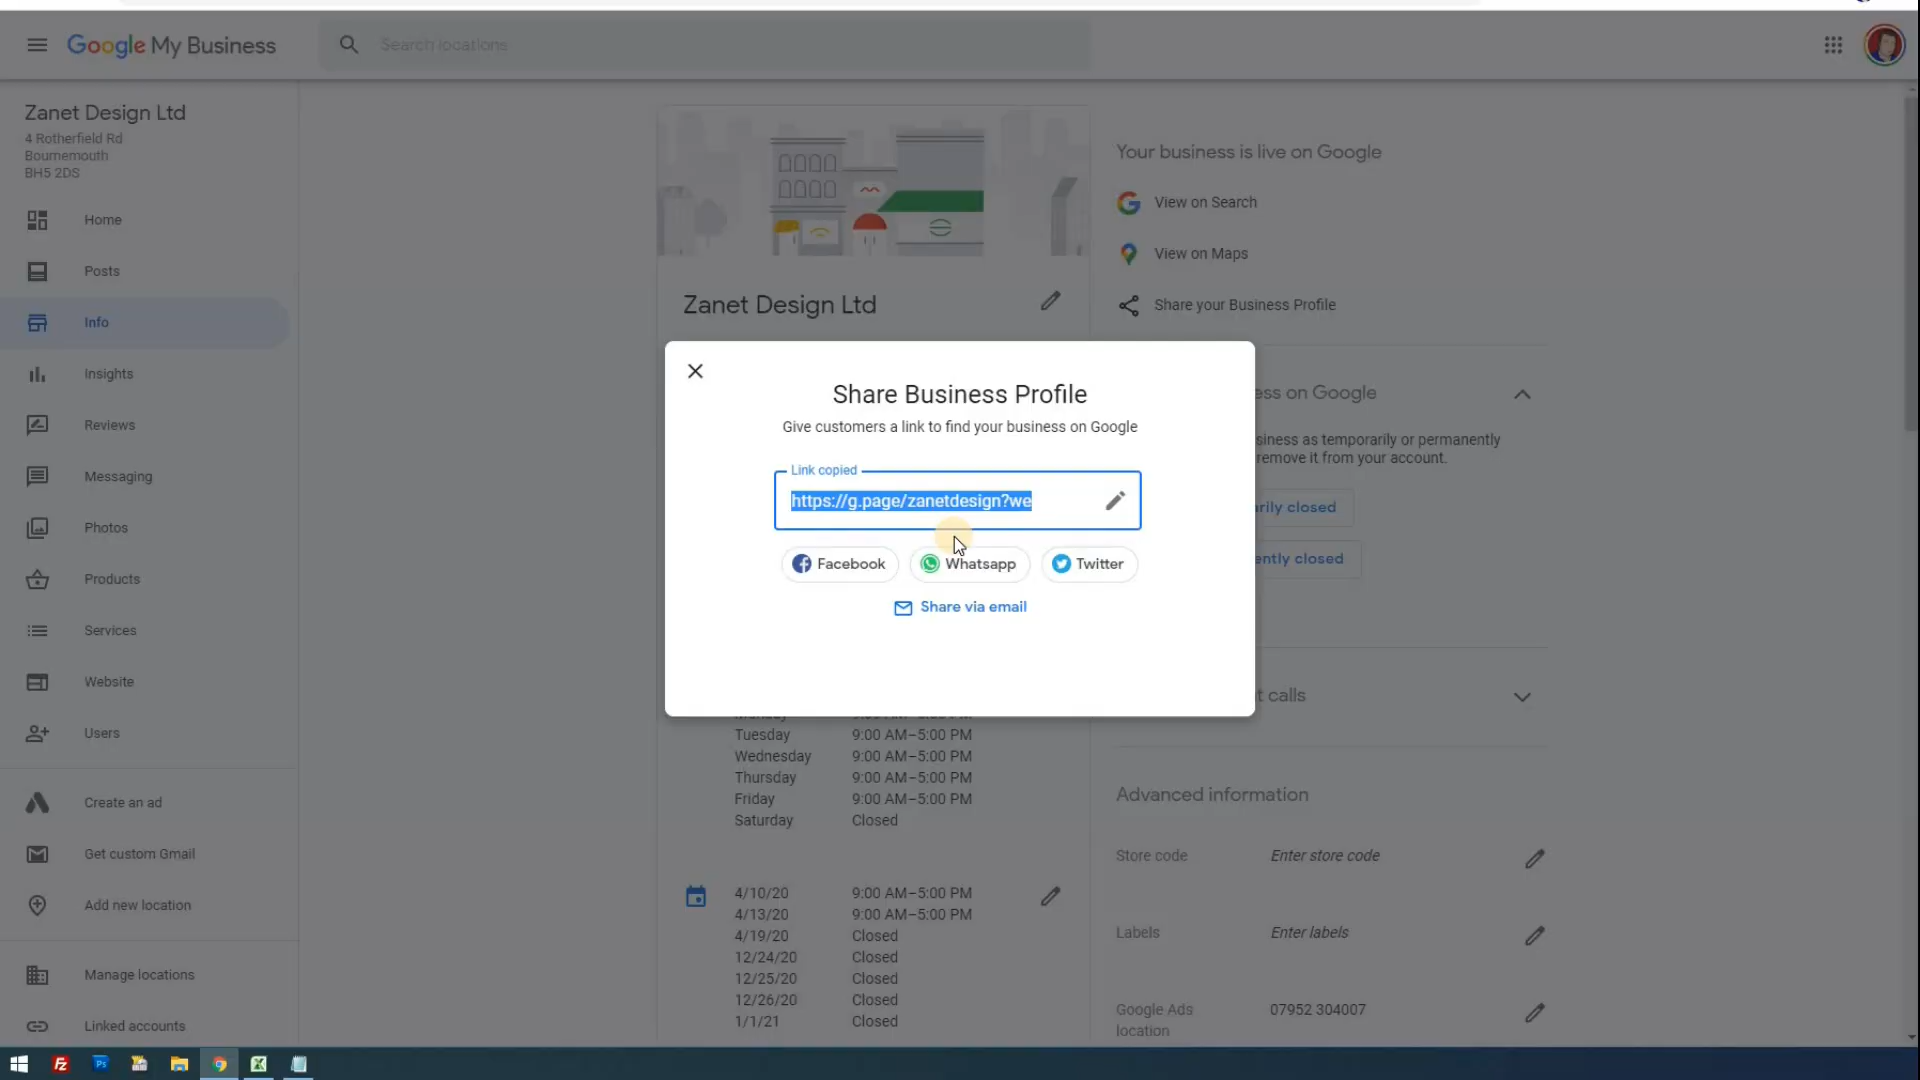 Google My Business
Search locations
Zanet Design Ltd
4 Rotherfield Rd
Bournemouth
BH5 2DS
Home
Posts
Info
Insights
Reviews
Messaging
Photos
Products
Services
Website
Users
Create an ad
Get custom Gmail
Add new location
Manage locations
Linked accounts
Zanet Design Ltd
Share Business Profile
Give customers a link to find your business on Google
Link copied
https://g.page/zanetdesign?we
Facebook
Whatsapp
Twitter
Share via email
Tuesday 9:00 AM–5:00 PM
Wednesday 9:00 AM–5:00 PM
Thursday 9:00 AM–5:00 PM
Friday 9:00 AM–5:00 PM
Saturday Closed
4/10/20 9:00 AM–5:00 PM
4/13/20 9:00 AM–5:00 PM
4/19/20 Closed
12/24/20 Closed
12/25/20 Closed
12/26/20 Closed
1/1/21 Closed
Your business is live on Google
View on Search
View on Maps
Share your Business Profile
ess on Google
siness as temporarily or permanently
remove it from your account.
rily closed
ently closed
t calls
Advanced information
Store code Enter store code
Labels Enter labels
Google Ads 07952 304007
location
Fz
Ps